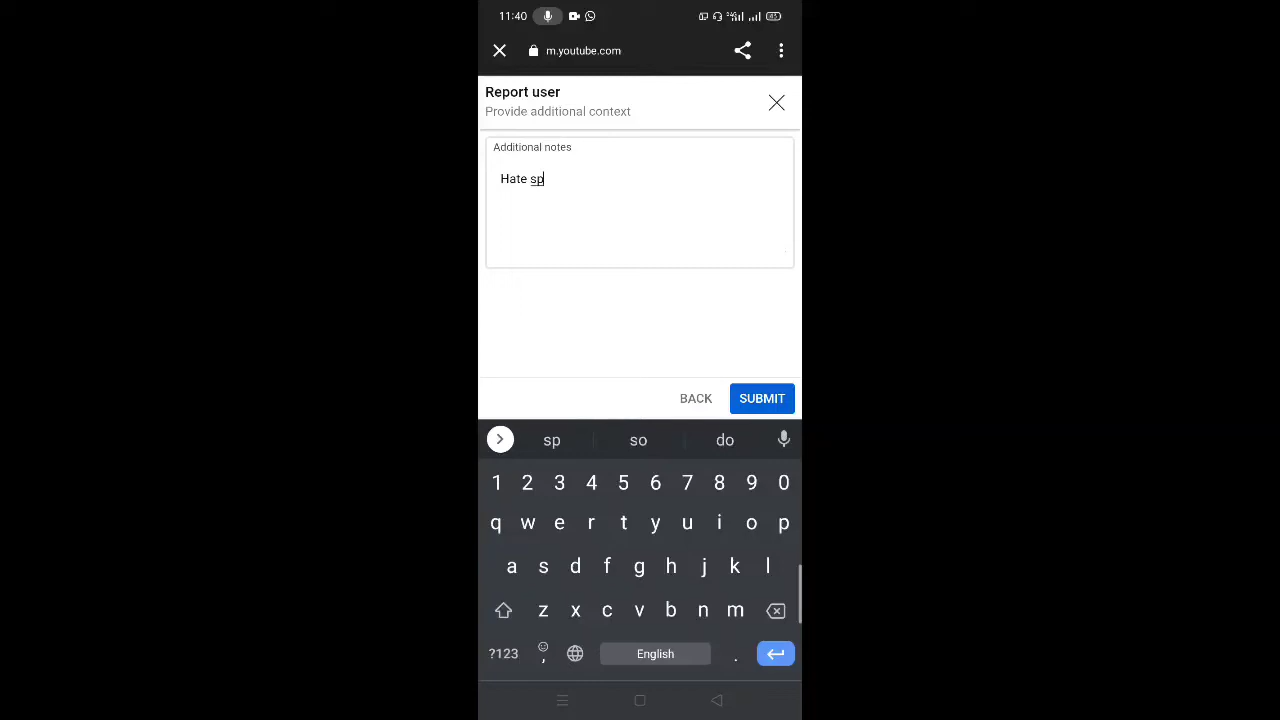 11:40
m.youtube.com
Report user
Provide additional context
Additional notes
Hate sp
BACK SUBMIT
sp so do
1 2 3 4 5 6 7 8 9 0
q w e r t y u i o p
a s d f g h j k l
z x c v b n m
?123 , English .